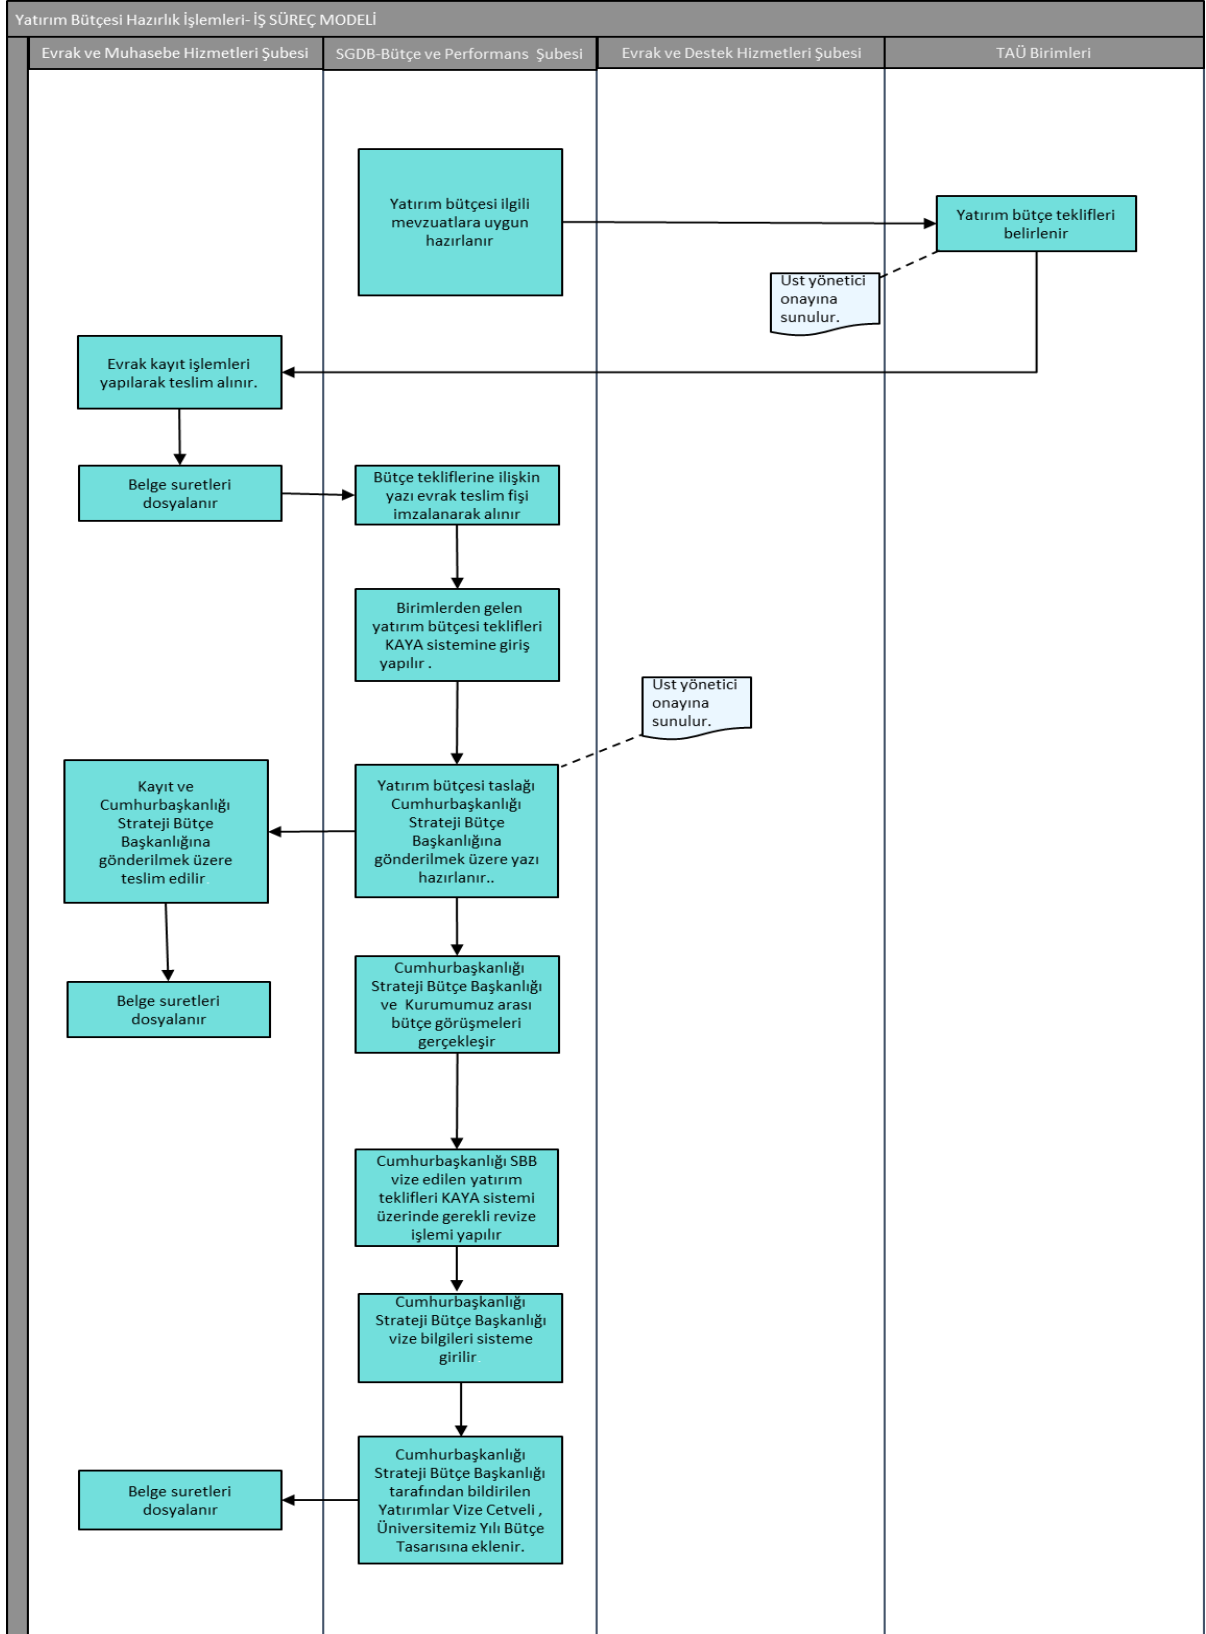 Yatırım Bütçesi Hazırlık İşlemleri- İŞ SÜREÇ MODELİ
Evrak ve Muhasebe Hizmetleri Şubesi
SGDB-Bütçe ve Performans Şubesi
Evrak ve Destek Hizmetleri Şubesi
TAÜ Birimleri
Yatırım bütçesi ilgili
mevzuatlara uygun
hazırlanır
Yatırım bütçe teklifleri
belirlenir
Ust yönetici
onayına
sunulur.
Evrak kayıt işlemleri
yapılarak teslim alınır.
Belge suretleri
dosyalanır
Bütçe tekliflerine ilişkin
yazı evrak teslim fişi
imzalanarak alınır
Birimlerden gelen
yatırım bütçesi teklifleri
KAYA sistemine giriş
yapılır .
Ust yönetici
onayına
sunulur.
Kayıt ve
Cumhurbaşkanlığı
Strateji Bütçe
Başkanlığına
gönderilmek üzere
teslim edilir
Yatırım bütçesi taslağı
Cumhurbaşkanlığı
Strateji Bütçe
Başkanlığına
gönderilmek üzere yazı
hazırlanır..
Belge suretleri
dosyalanır
Cumhurbaşkanlığı
Strateji Bütçe Başkanlığı
ve Kurumumuz arası
bütçe görüşmeleri
gerçekleşir
Cumhurbaşkanlığı SBB
vize edilen yatırım
teklifleri KAYA sistemi
üzerinde gerekli revize
işlemi yapılır
Cumhurbaşkanlığı
Strateji Bütçe Başkanlığı
vize bilgileri sisteme
girilir.
Cumhurbaşkanlığı
Strateji Bütçe Başkanlığı
tarafından bildirilen
Yatırımlar Vize Cetveli ,
Üniversitemiz Yılı Bütçe
Tasarısına eklenir.
Belge suretleri
dosyalanır